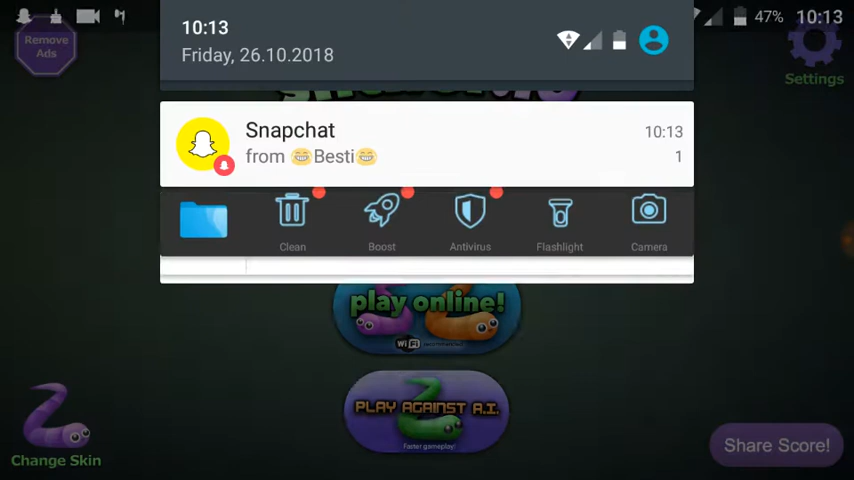 47% 10:13
10:13
Friday, 26.10.2018
Remove
Ads
Settings
Snapchat 10:13
from 😁Besti😁 1
Clean Boost Antivirus Flashlight Camera
play online!
WiFi
PLAY AGAINST A.I.
Faster gameplay!
Change Skin
Share Score!